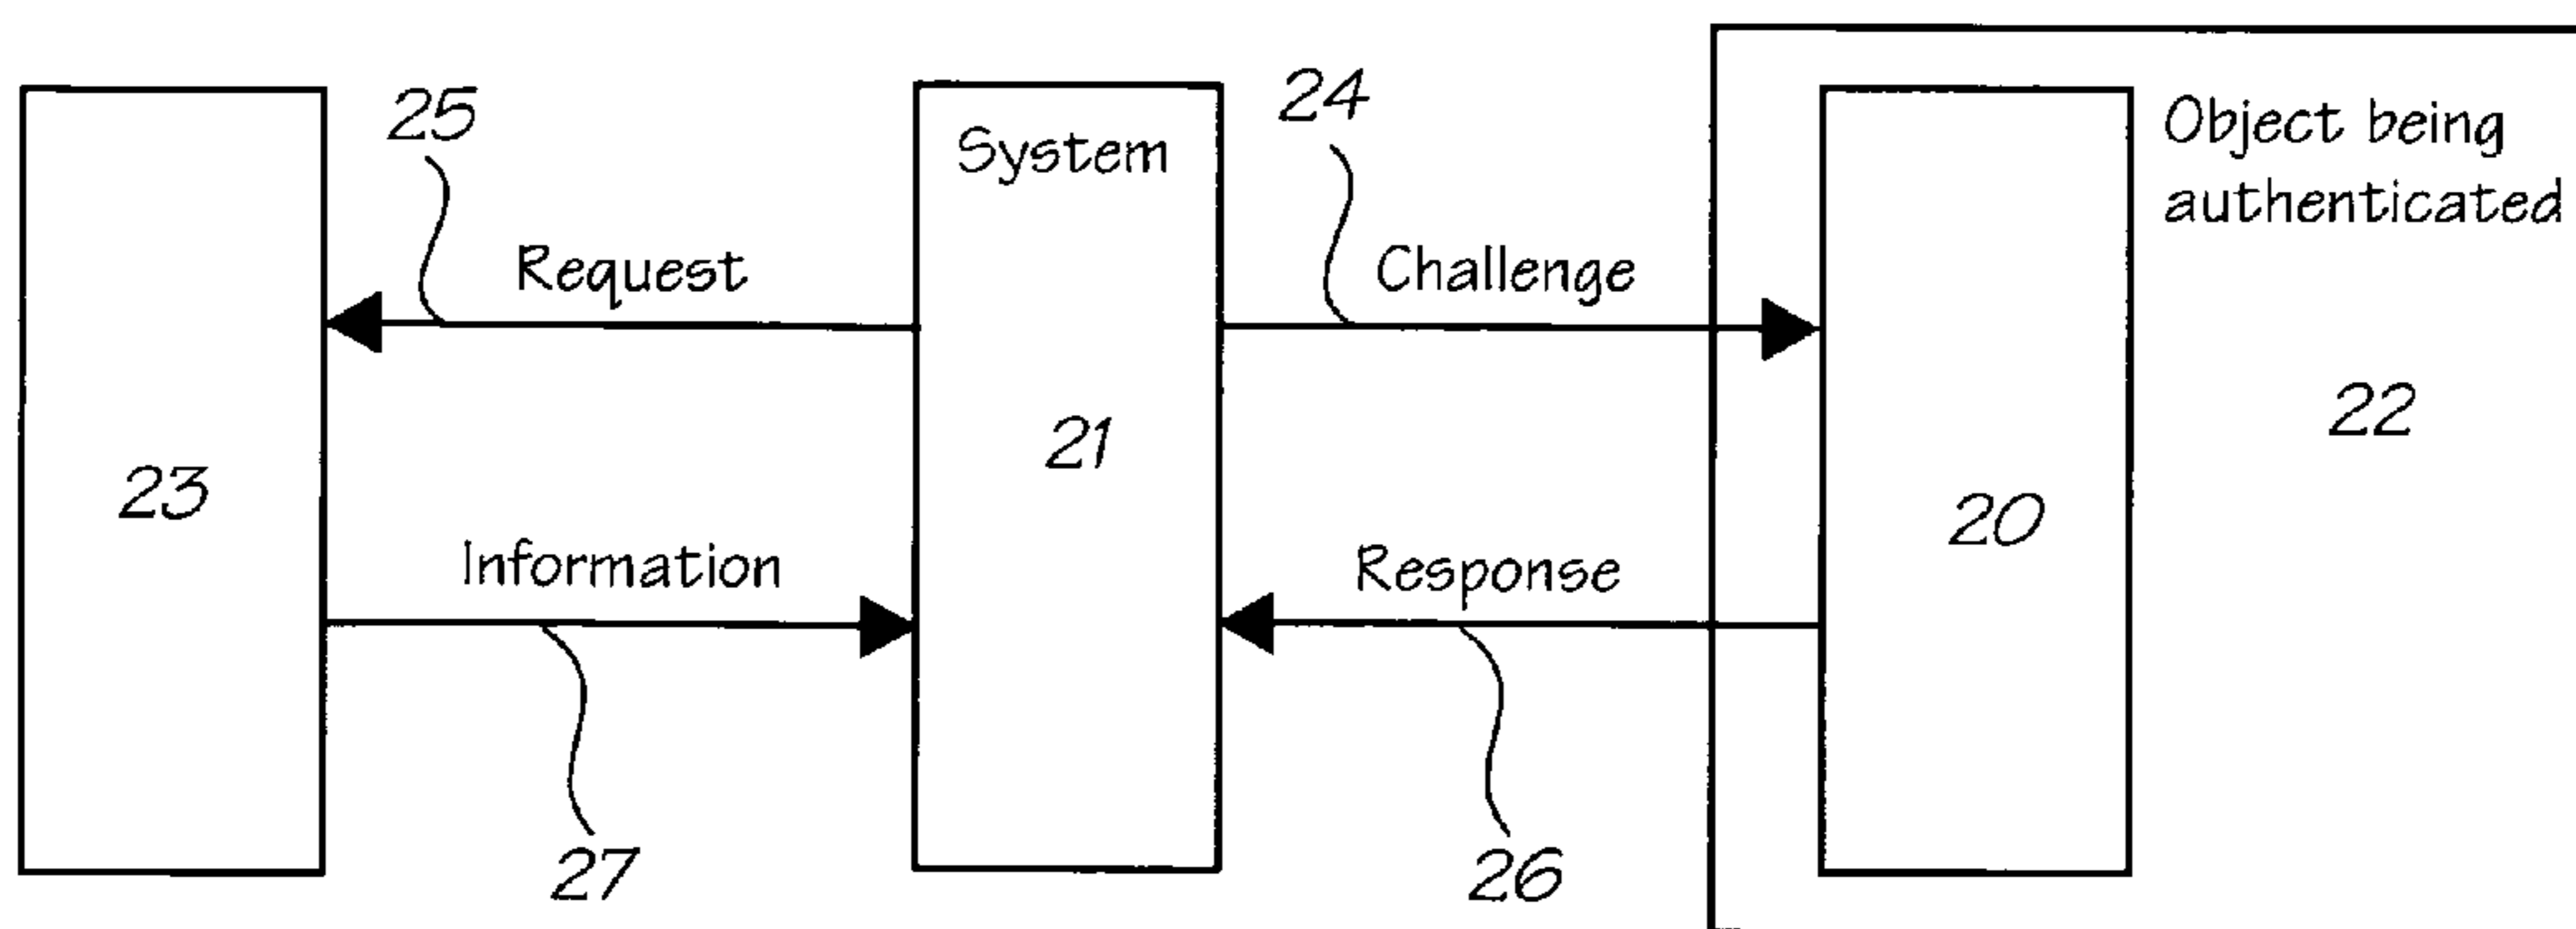 25
24
Object being
authenticated
System
Request
Challenge
22
21
23
20
Information
Response
27
26